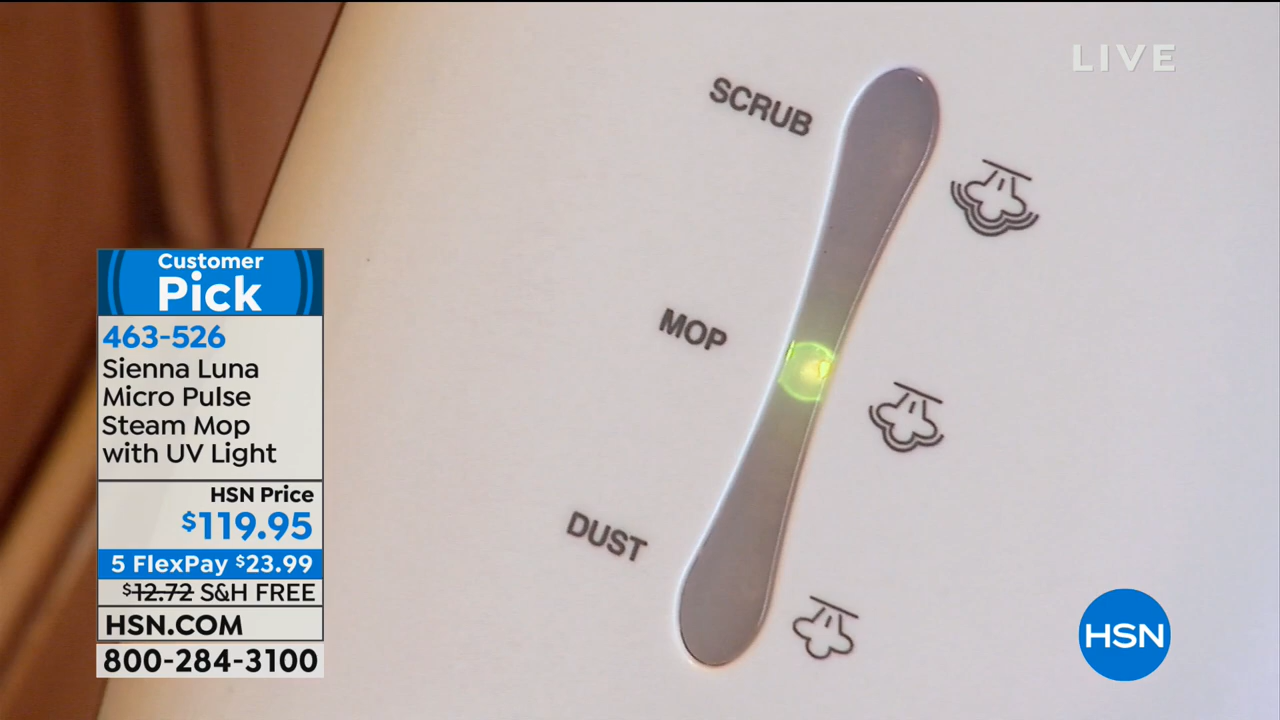 LIVE
SCRUB
MOP
DUST
Customer
Pick
463-526
Sienna Luna
Micro Pulse
Steam Mop
with UV Light
HSN Price
$119.95
5 FlexPay $23.99
$12.72 S&H FREE
HSN.COM
800-284-3100
HSN